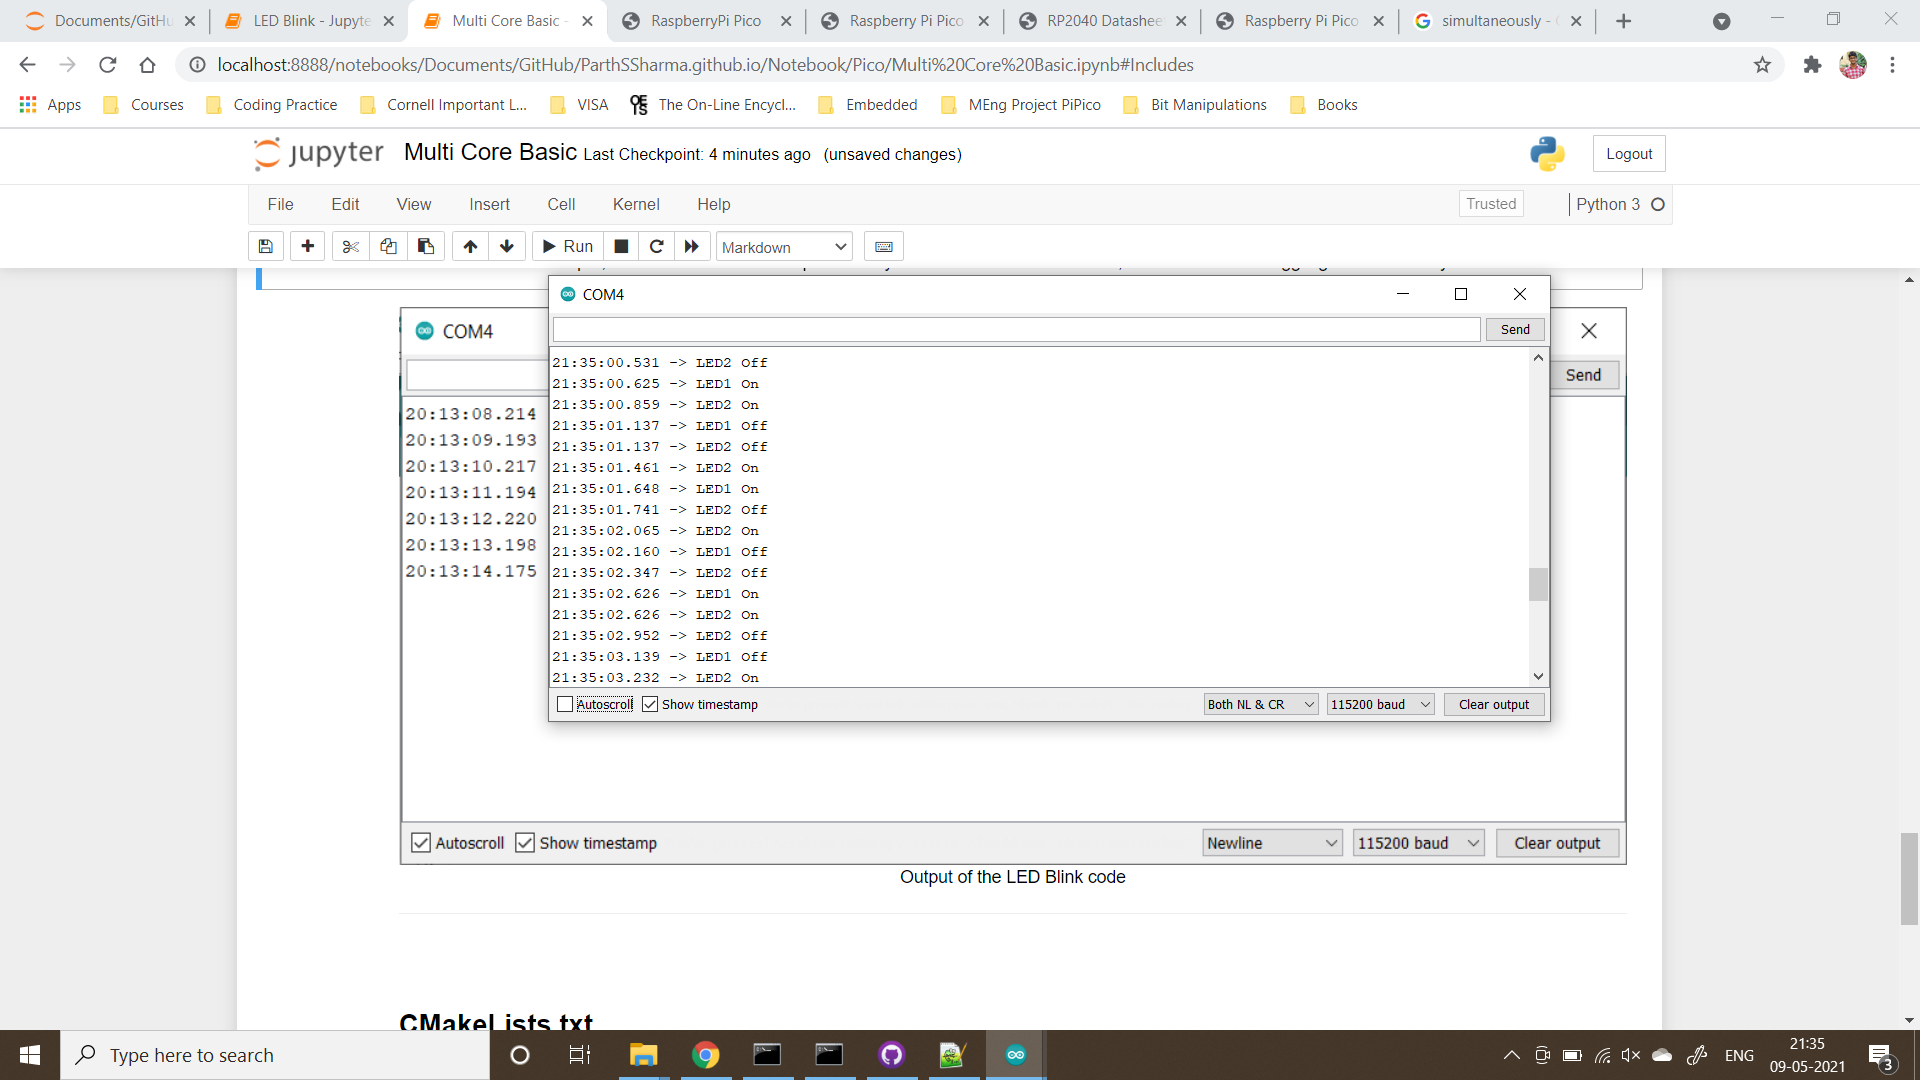 Documents/GitHu
LED Blink - Jupyte
Multi Core Basic -
RaspberryPi Pico
Raspberry Pi Pico
RP2040 Datashee
Raspberry Pi Pico
simultaneously -
localhost:8888/notebooks/Documents/GitHub/ParthSSharma.github.io/Notebook/Pico/Multi%20Core%20Basic.ipynb#Includes
Apps
Courses
Coding Practice
Cornell Important L...
VISA
OEIS
The On-Line Encycl...
Embedded
MEng Project PiPico
Bit Manipulations
Books
jupyter
Multi Core Basic Last Checkpoint: 4 minutes ago (unsaved changes)
Logout
File Edit View Insert Cell Kernel Help
Trusted
Python 3
Run
Markdown
COM4
Send
21:35:00.531 -> LED2 Off
21:35:00.625 -> LED1 On
21:35:00.859 -> LED2 On
21:35:01.137 -> LED1 Off
21:35:01.137 -> LED2 Off
21:35:01.461 -> LED2 On
21:35:01.648 -> LED1 On
21:35:01.741 -> LED2 Off
21:35:02.065 -> LED2 On
21:35:02.160 -> LED1 Off
21:35:02.347 -> LED2 Off
21:35:02.626 -> LED1 On
21:35:02.626 -> LED2 On
21:35:02.952 -> LED2 Off
21:35:03.139 -> LED1 Off
21:35:03.232 -> LED2 On
Autoscroll
Show timestamp
Both NL & CR
115200 baud
Clear output
COM4
Send
20:13:08.214
20:13:09.193
20:13:10.217
20:13:11.194
20:13:12.220
20:13:13.198
20:13:14.175
Autoscroll
Show timestamp
Newline
115200 baud
Clear output
Output of the LED Blink code
CMakeLists.txt
Type here to search
ENG
21:35
09-05-2021
3